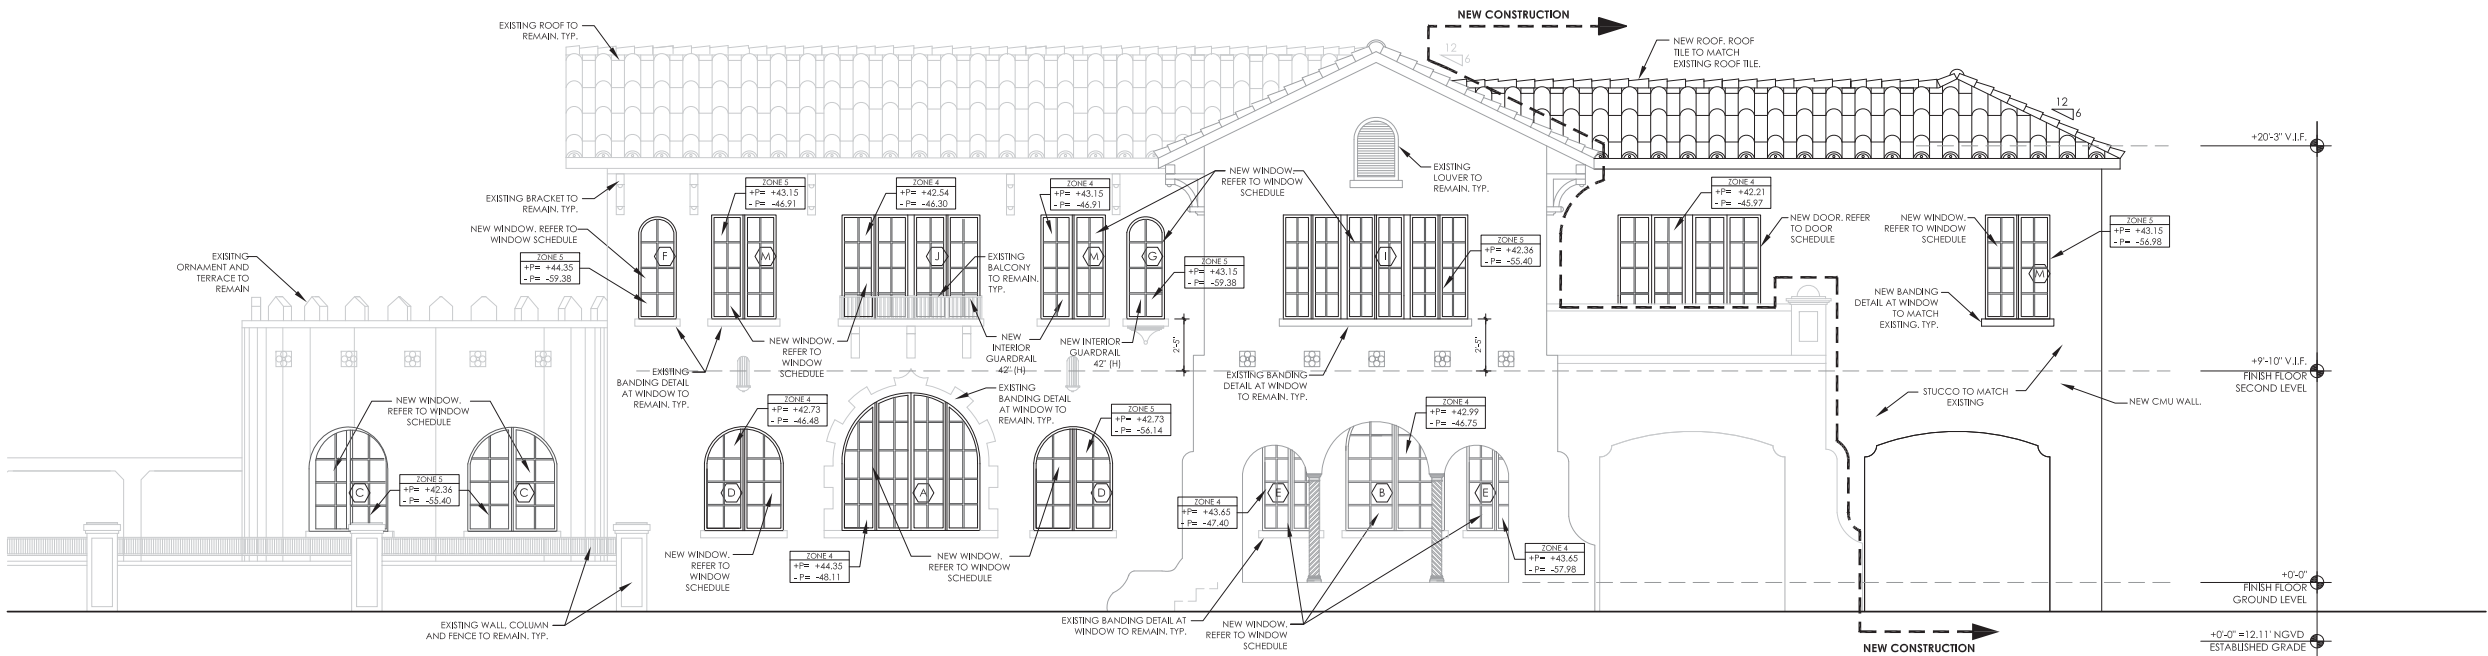 NEW CONSTRUCTION
EXISTING ROOF TO
REMAIN. TYP.
12
6
NEW ROOF. ROOF
TILE TO MATCH
EXISTING ROOF TILE.
12
6
+20'-3" V.I.F.
EXISTING BRACKET TO
REMAIN. TYP.
ZONE 5
+P= +43.15
- P= -46.91
ZONE 4
+P= +42.54
- P= -46.30
ZONE 4
+P= +43.15
- P= -46.91
NEW WINDOW.
REFER TO WINDOW
SCHEDULE
EXISTING
LOUVER TO
REMAIN. TYP.
ZONE 4
+P= +42.21
- P= -45.97
NEW WINDOW. REFER TO
WINDOW SCHEDULE
NEW DOOR. REFER
TO DOOR
SCHEDULE
NEW WINDOW.
REFER TO WINDOW
SCHEDULE
ZONE 5
+P= +43.15
- P= -56.98
EXISITNG
ORNAMENT AND
TERRACE TO
REMAIN
ZONE 5
+P= +44.35
- P= -59.38
F
M
J
M
G
I
M
EXISTING
BALCONY
TO REMAIN.
TYP.
ZONE 5
+P= +43.15
- P= -59.38
ZONE 5
+P= +42.36
- P= -55.40
NEW BANDING
DETAIL AT WINDOW
TO MATCH
EXISTING. TYP.
NEW WINDOW.
REFER TO
WINDOW
SCHEDULE
NEW
INTERIOR
GUARDRAIL
42" (H)
NEW INTERIOR
GUARDRAIL
42" (H)
2'-5"
2'-5"
EXISTING
BANDING DETAIL
AT WINDOW TO
REMAIN. TYP.
EXISTING BANDING
DETAIL AT WINDOW
TO REMAIN. TYP.
+9'-10" V.I.F.
FINISH FLOOR
SECOND LEVEL
EXISTING
BANDING DETAIL
AT WINDOW TO
REMAIN. TYP.
STUCCO TO MATCH
EXISTING
NEW CMU WALL.
NEW WINDOW.
REFER TO WINDOW
SCHEDULE
ZONE 4
+P= +42.73
- P= -46.48
ZONE 5
+P= +42.73
- P= -56.14
ZONE 4
+P= +42.99
- P= -46.75
ZONE 5
+P= +42.36
- P= -55.40
C
C
D
A
D
E
B
E
ZONE 4
+P= +43.65
- P= -47.40
ZONE 4
+P= +44.35
- P= -48.11
ZONE 4
+P= +43.65
- P= -57.98
NEW WINDOW.
REFER TO
WINDOW
SCHEDULE
NEW WINDOW.
REFER TO WINDOW
SCHEDULE
+0'-0"
FINISH FLOOR
GROUND LEVEL
EXISTING WALL, COLUMN
AND FENCE TO REMAIN. TYP.
EXISTING BANDING DETAIL AT
WINDOW TO REMAIN. TYP.
NEW WINDOW.
REFER TO WINDOW
SCHEDULE
NEW CONSTRUCTION
+0'-0" =12.11' NGVD
ESTABLISHED GRADE